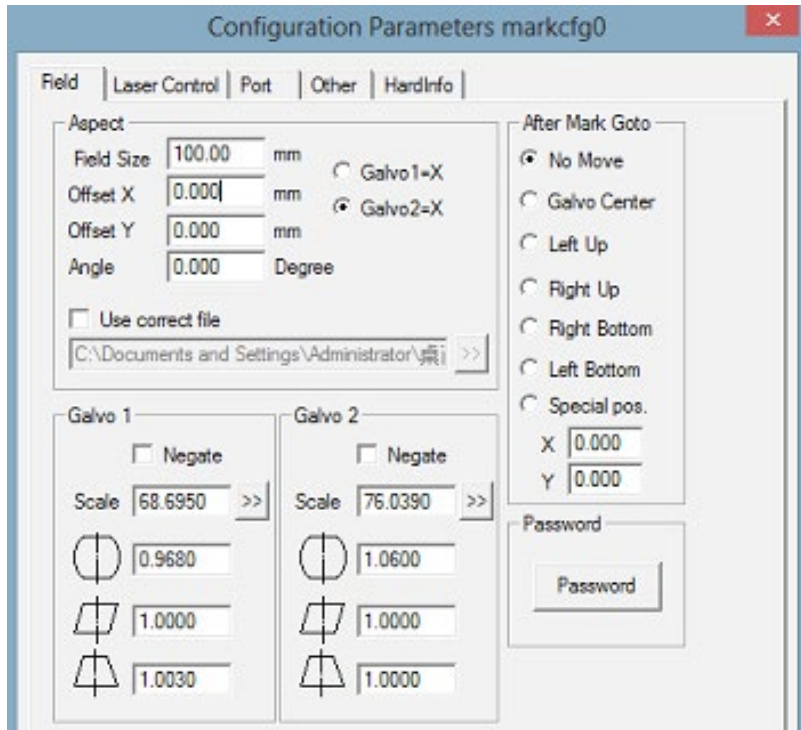 Configuration Parameters markcfg0
Field Laser Control Port Other HardInfo
Aspect
Field Size 100.00 mm
Offset X 0.000 mm
Offset Y 0.000 mm
Angle 0.000 Degree
Galvo1=X
Galvo2=X
Use correct file
C:\Documents and Settings\Administrator\桌i >>
After Mark Goto
No Move
Galvo Center
Left Up
Right Up
Right Bottom
Left Bottom
Special pos.
X 0.000
Y 0.000
Galvo 1
Negate
Scale 68.6950 >>
0.9680
1.0000
1.0030
Galvo 2
Negate
Scale 76.0390 >>
1.0600
1.0000
1.0000
Password
Password